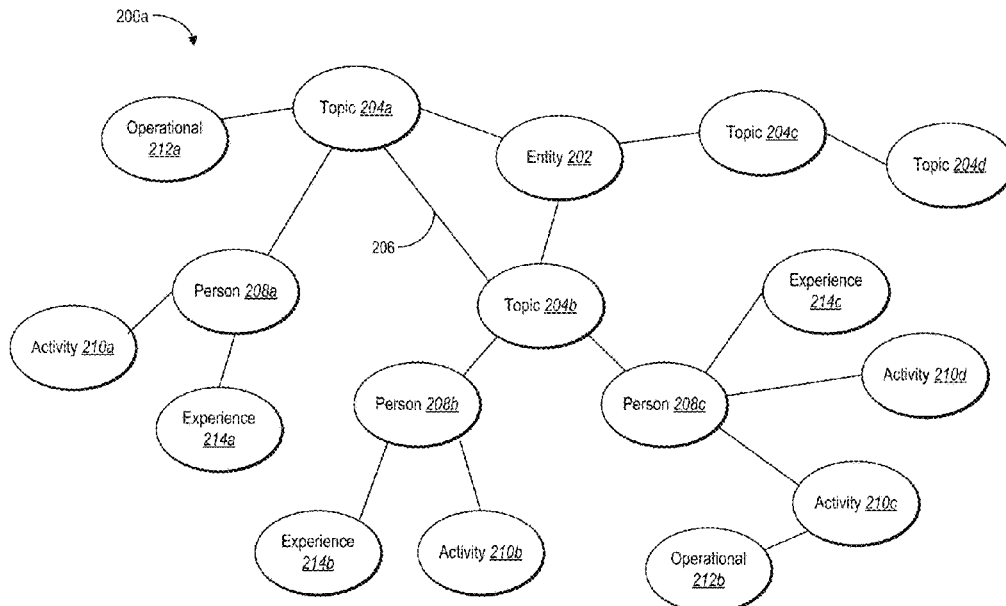 200a
Topic 204a
Operational
212a
Entity 202
Topic 204c
Topic 204d
206
Person 208a
Topic 204b
Experience
214c
Activity 210a
Activity 210d
Person 208b
Person 208c
Experience
214a
Activity 210c
Experience
214b
Activity 210b
Operational
212b